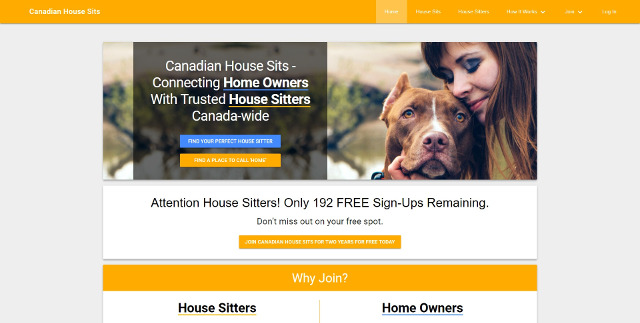 Canadian House Sits
Home
House Sits
House Sitters
How It Works
Join
Log In
Canadian House Sits -
Connecting Home Owners
With Trusted House Sitters
Canada-wide
FIND YOUR PERFECT HOUSE SITTER
FIND A PLACE TO CALL 'HOME'
Attention House Sitters! Only 192 FREE Sign-Ups Remaining.
Don't miss out on your free spot.
JOIN CANADIAN HOUSE SITS FOR TWO YEARS FOR FREE TODAY
Why Join?
House Sitters
Home Owners